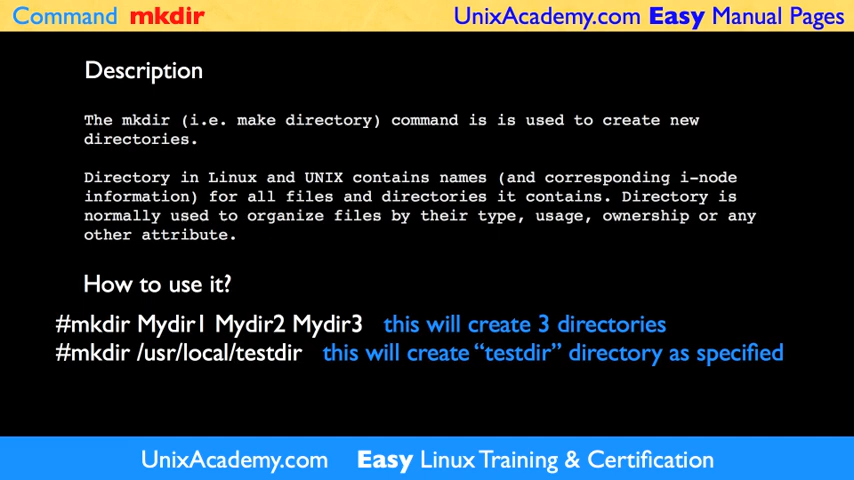 Command mkdir UnixAcademy.com Easy Manual Pages
Description
The mkdir (i.e. make directory) command is is used to create new
directories.
Directory in Linux and UNIX contains names (and corresponding i-node
information) for all files and directories it contains. Directory is
normally used to organize files by their type, usage, ownership or any
other attribute.
How to use it?
#mkdir Mydir1 Mydir2 Mydir3 this will create 3 directories
#mkdir /usr/local/testdir this will create “testdir” directory as specified
UnixAcademy.com Easy Linux Training & Certification